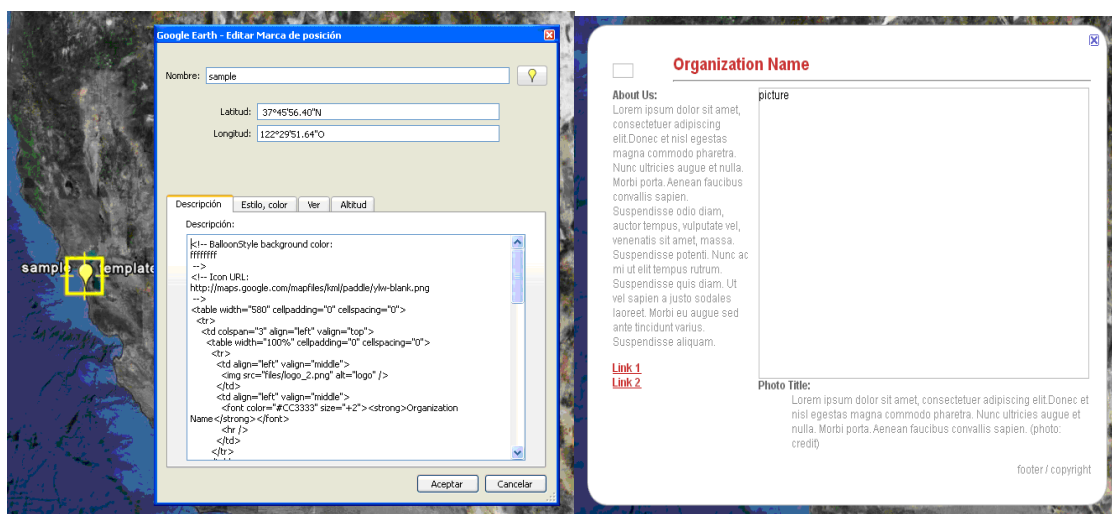 Google Earth - Editar Marca de posición
Nombre: sample
Latitud: 37°45'56.40"N
Longitud: 122°29'51.64"O
Descripción Estilo, color Ver Altitud
Descripción:
<!-- BalloonStyle background color:
ffffffff
-->
<!-- Icon URL:
http://maps.google.com/mapfiles/kml/paddle/ylw-blank.png
-->
<table width="580" cellpadding="0" cellspacing="0">
<tr>
<td colspan="3" align="left" valign="top">
<table width="100%" cellpadding="0" cellspacing="0">
<tr>
<td align="left" valign="middle">
<img src="files/logo_2.png" alt="logo" />
</td>
<td align="left" valign="middle">
<font color="#CC3333" size="+2"><strong>Organization
Name</strong></font>
<hr />
</td>
</tr>
Aceptar Cancelar
sample template
Organization Name
About Us:
Lorem ipsum dolor sit amet,
consectetuer adipiscing
elit.Donec et nisl egestas
magna commodo pharetra.
Nunc ultricies augue et nulla.
Morbi porta. Aenean faucibus
convallis sapien.
Suspendisse odio diam,
auctor tempus, vulputate vel,
venenatis sit amet, massa.
Suspendisse potenti. Nunc ac
mi ut elit tempus rutrum.
Suspendisse quis diam. Ut
vel sapien a justo sodales
laoreet. Morbi eu augue sed
ante tincidunt varius.
Suspendisse aliquam.
Link 1
Link 2
picture
Photo Title:
Lorem ipsum dolor sit amet, consectetuer adipiscing elit.Donec et
nisl egestas magna commodo pharetra. Nunc ultricies augue et
nulla. Morbi porta. Aenean faucibus convallis sapien. (photo:
credit)
footer / copyright